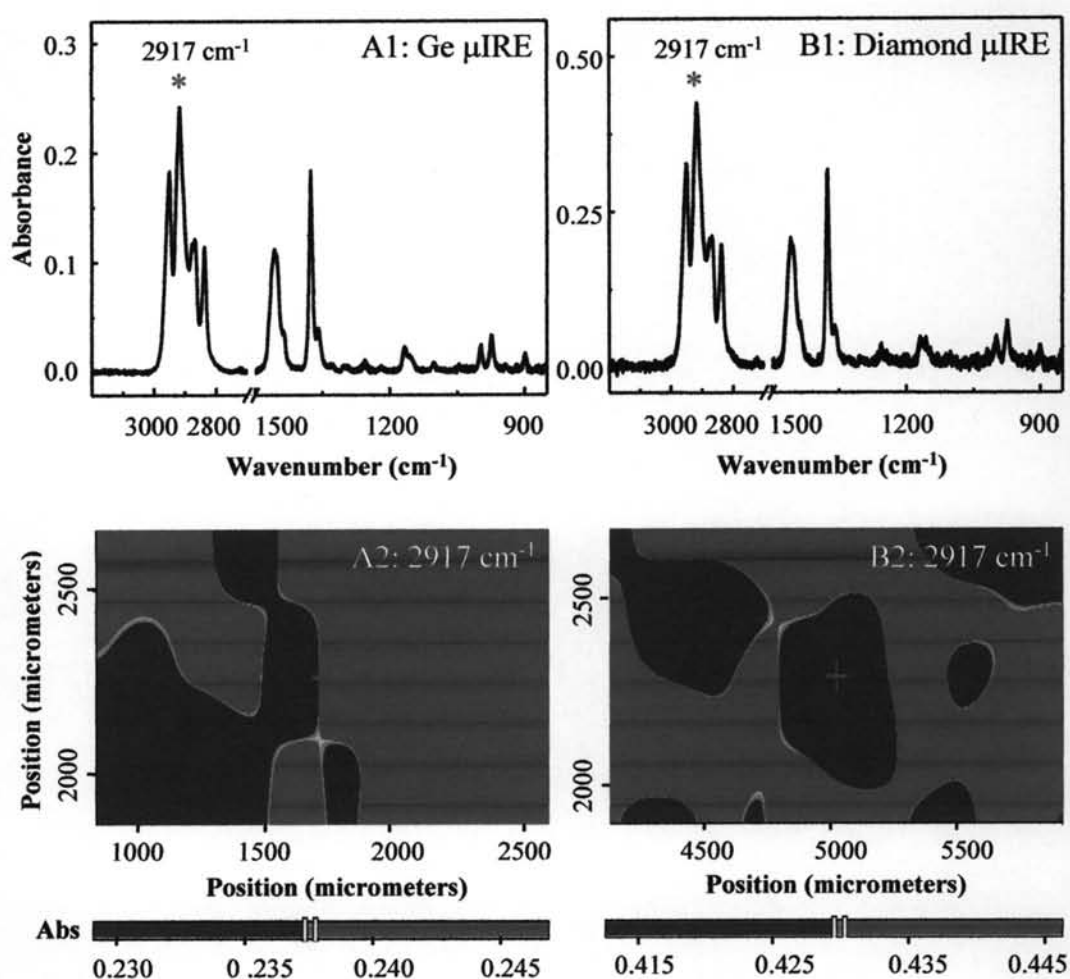 A1: Ge μIRE
2917 cm⁻¹
*
0.3
0.2
0.1
0.0
Absorbance
3000 2800 1500 1200 900
Wavenumber (cm⁻¹)
B1: Diamond μIRE
2917 cm⁻¹
*
0.50
0.25
0.00
3000 2800 1500 1200 900
Wavenumber (cm⁻¹)
A2: 2917 cm⁻¹
Position (micrometers)
2500
2000
1000 1500 2000 2500
Position (micrometers)
B2: 2917 cm⁻¹
2500
2000
4500 5000 5500
Position (micrometers)
Abs
0.230 0.235 0.240 0.245
0.415 0.425 0.435 0.445